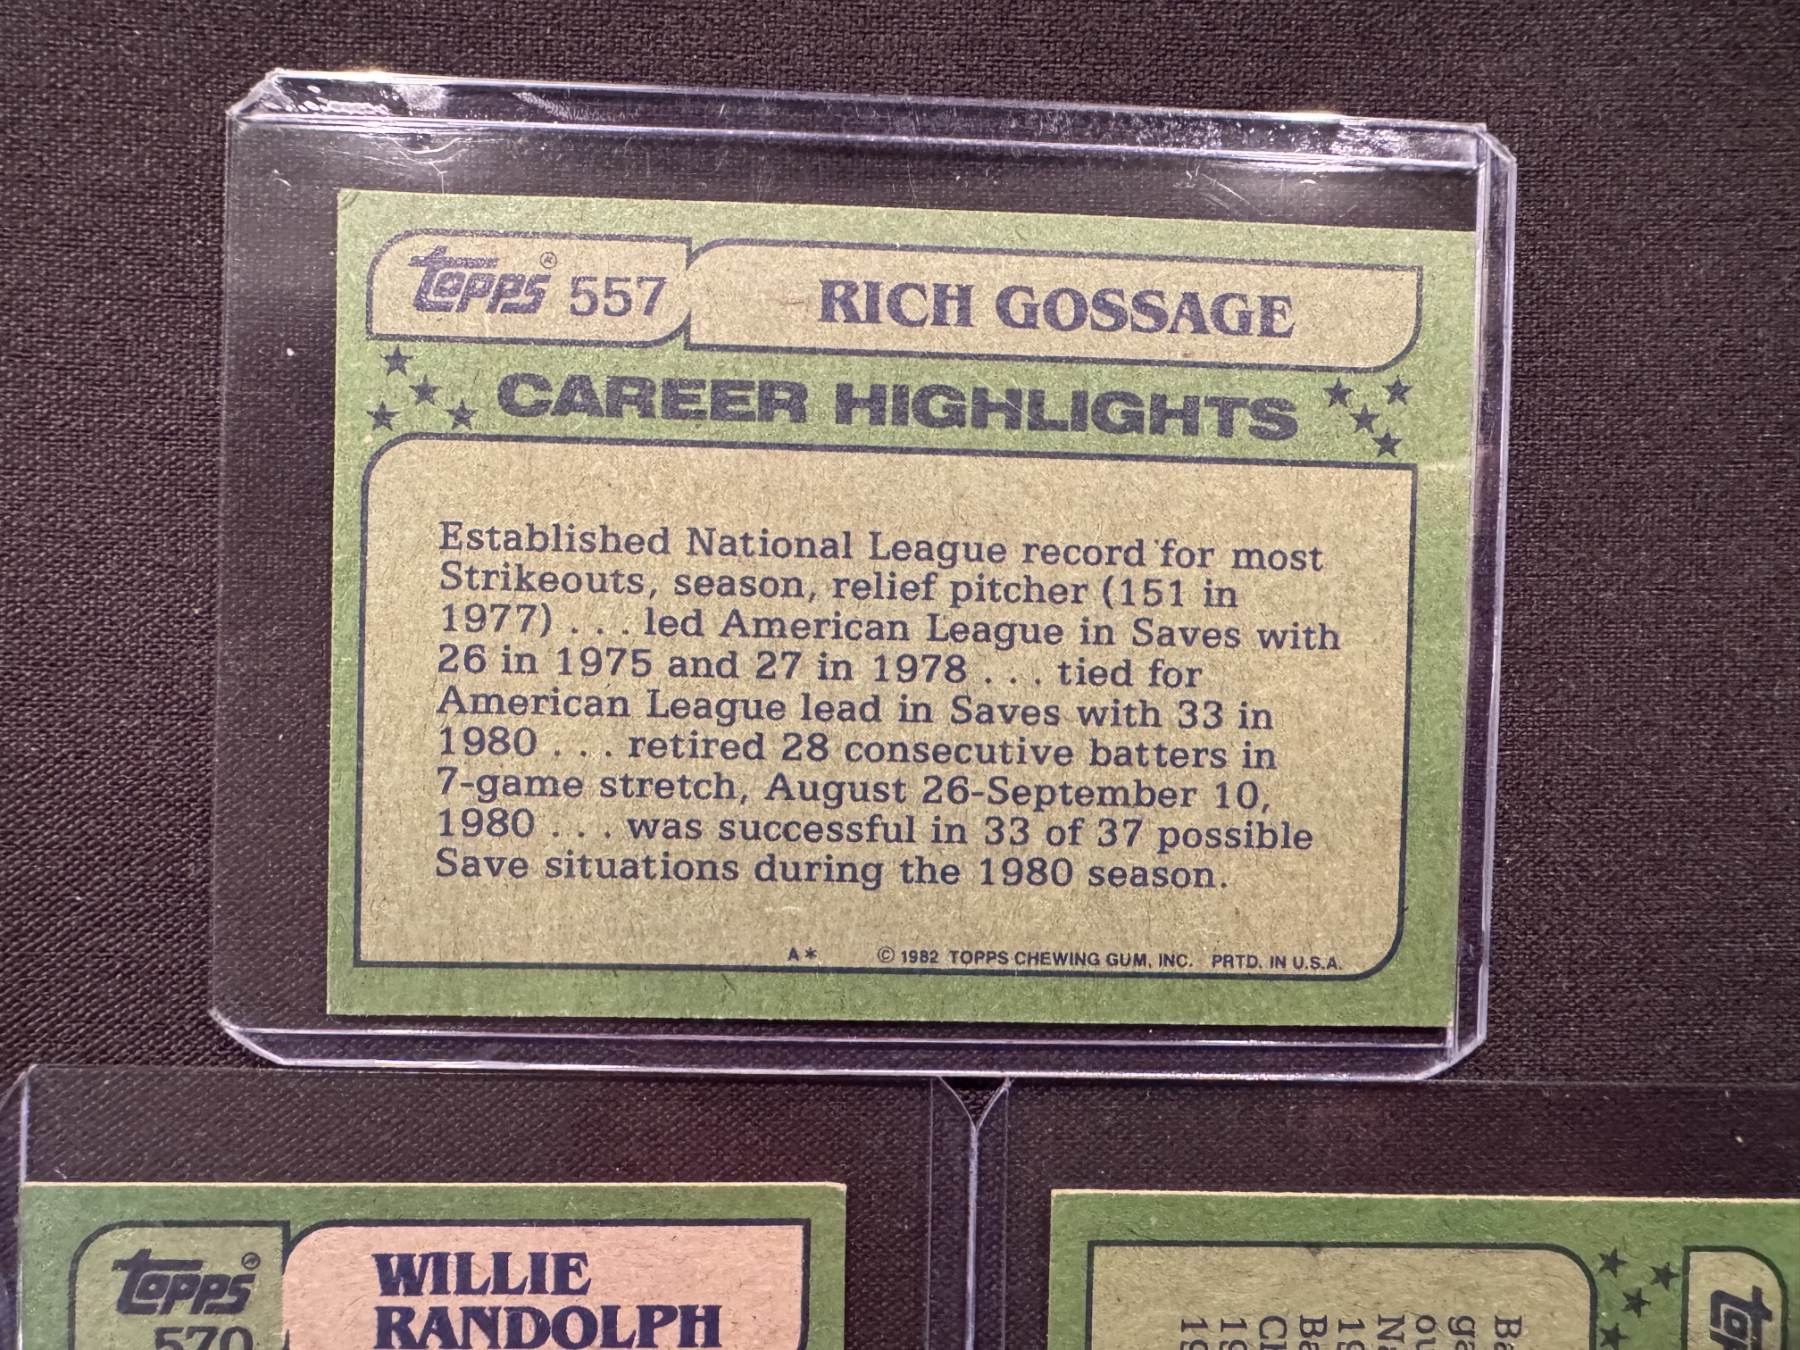 Topps® 557 RICH GOSSAGE
CAREER HIGHLIGHTS
Established National League record for most
Strikeouts, season, relief pitcher (151 in
1977) . . . led American League in Saves with
26 in 1975 and 27 in 1978 . . . tied for
American League lead in Saves with 33 in
1980 . . . retired 28 consecutive batters in
7-game stretch, August 26-September 10,
1980 . . . was successful in 33 of 37 possible
Save situations during the 1980 season.
A* © 1982 TOPPS CHEWING GUM, INC. PRTD. IN U.S.A.
Topps®
570
WILLIE
RANDOLPH